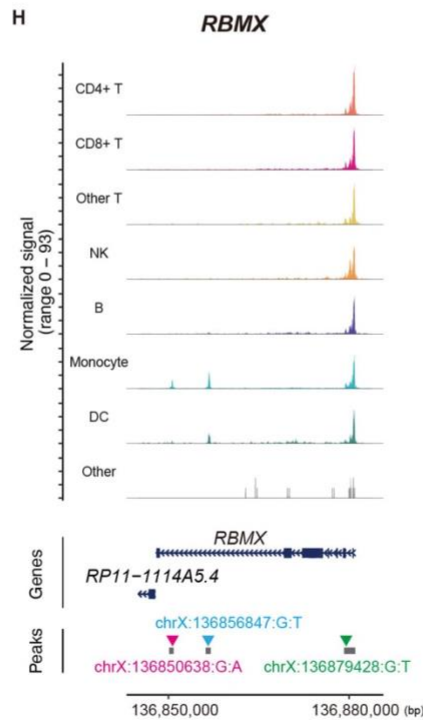 H
RBMX
Normalized signal
(range 0 – 93)
CD4+ T
CD8+ T
Other T
NK
B
Monocyte
DC
Other
Genes
RBMX
RP11−1114A5.4
Peaks
chrX:136856847:G:T
chrX:136850638:G:A
chrX:136879428:G:T
136,850,000
136,880,000 (bp)